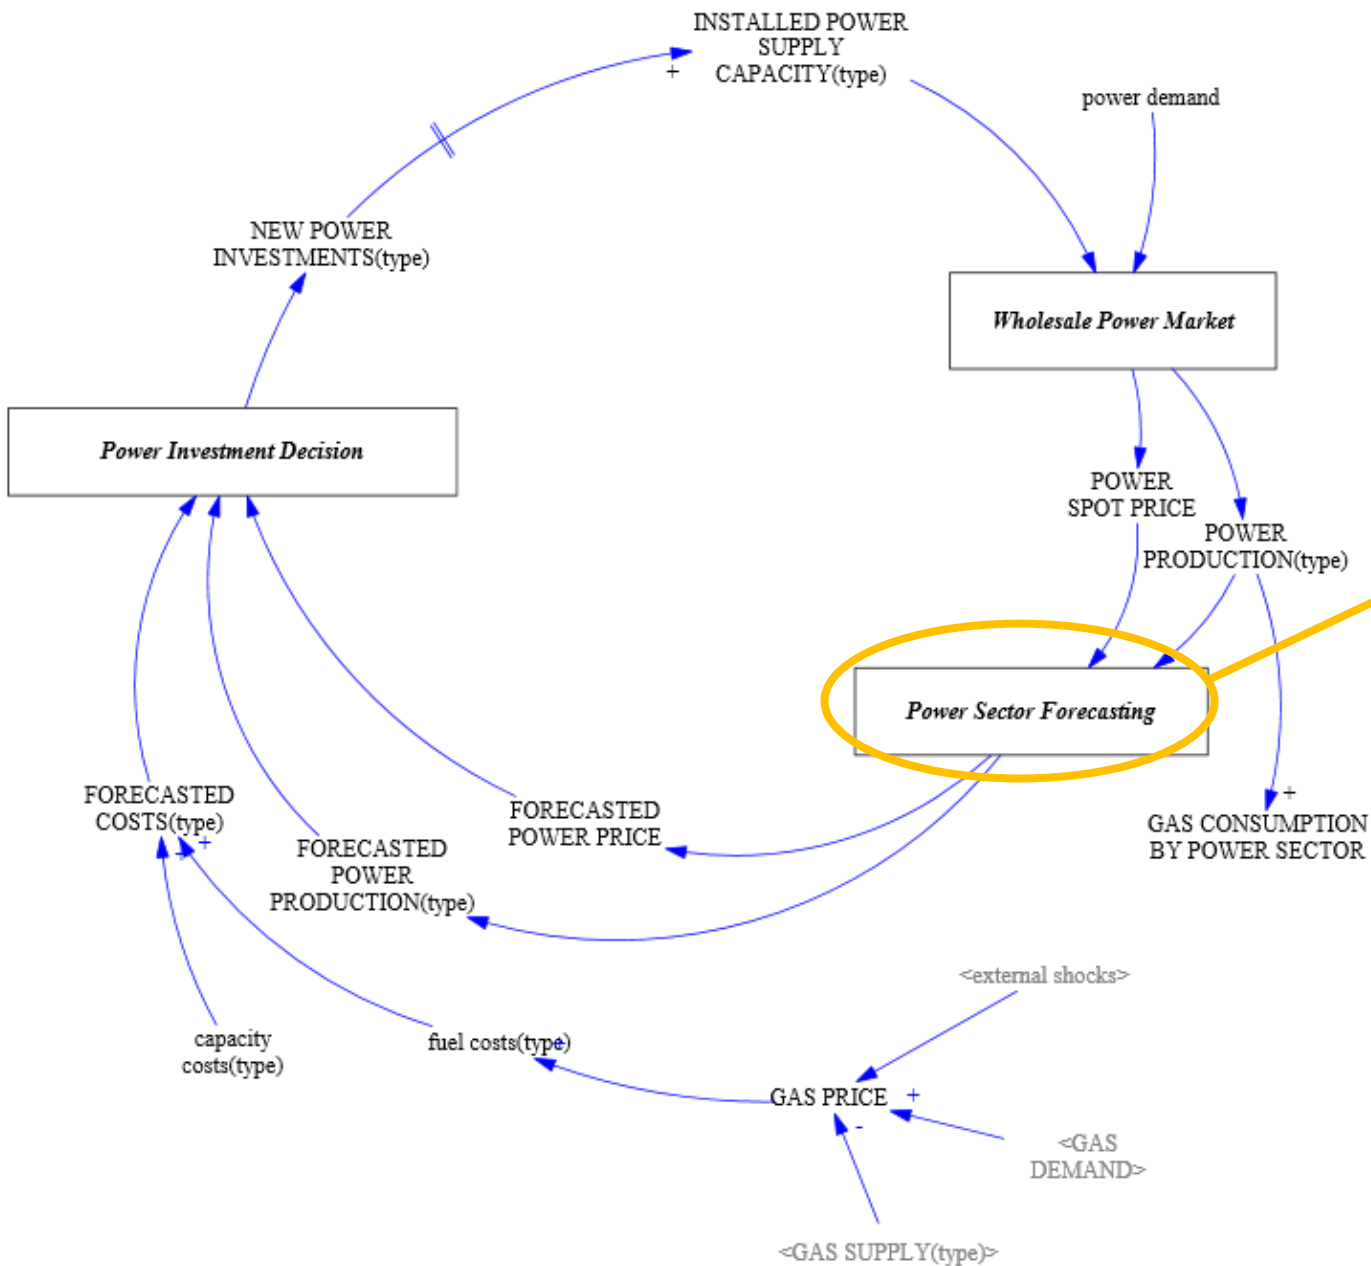 INSTALLED POWER
SUPPLY
CAPACITY(type)
+
power demand
NEW POWER
INVESTMENTS(type)
Wholesale Power Market
Power Investment Decision
POWER
SPOT PRICE
POWER
PRODUCTION(type)
Power Sector Forecasting
FORECASTED
COSTS(type)
+
+
FORECASTED
POWER PRICE
+
GAS CONSUMPTION
BY POWER SECTOR
FORECASTED
POWER
PRODUCTION(type)
<external shocks>
capacity
costs(type)
fuel costs(type)
+
GAS PRICE
+
-
<GAS
DEMAND>
<GAS SUPPLY(type)>